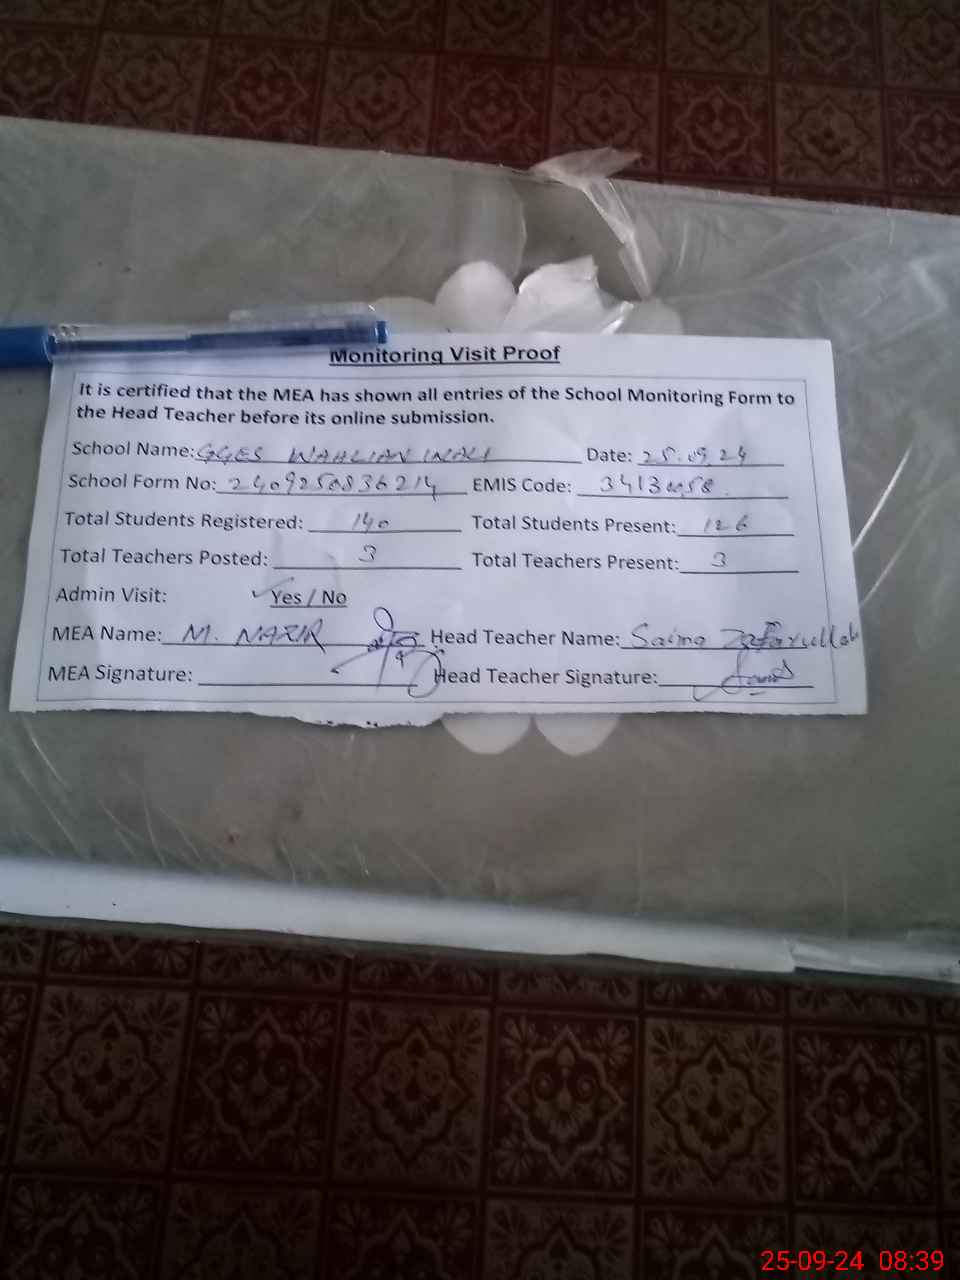 Monitoring Visit Proof
It is certified that the MEA has shown all entries of the School Monitoring Form to
the Head Teacher before its online submission.
School Name: GGES WAHLIAN Date: 25.09.24
School Form No: 2409250836214 EMIS Code:
Total Students Registered: 140 Total Students Present: 126
Total Teachers Posted: 3 Total Teachers Present: 3
Admin Visit: Yes / No
MEA Name: M. NAZIR Head Teacher Name: Saima Zafarullah
MEA Signature: Head Teacher Signature:
25-09-24 08:39